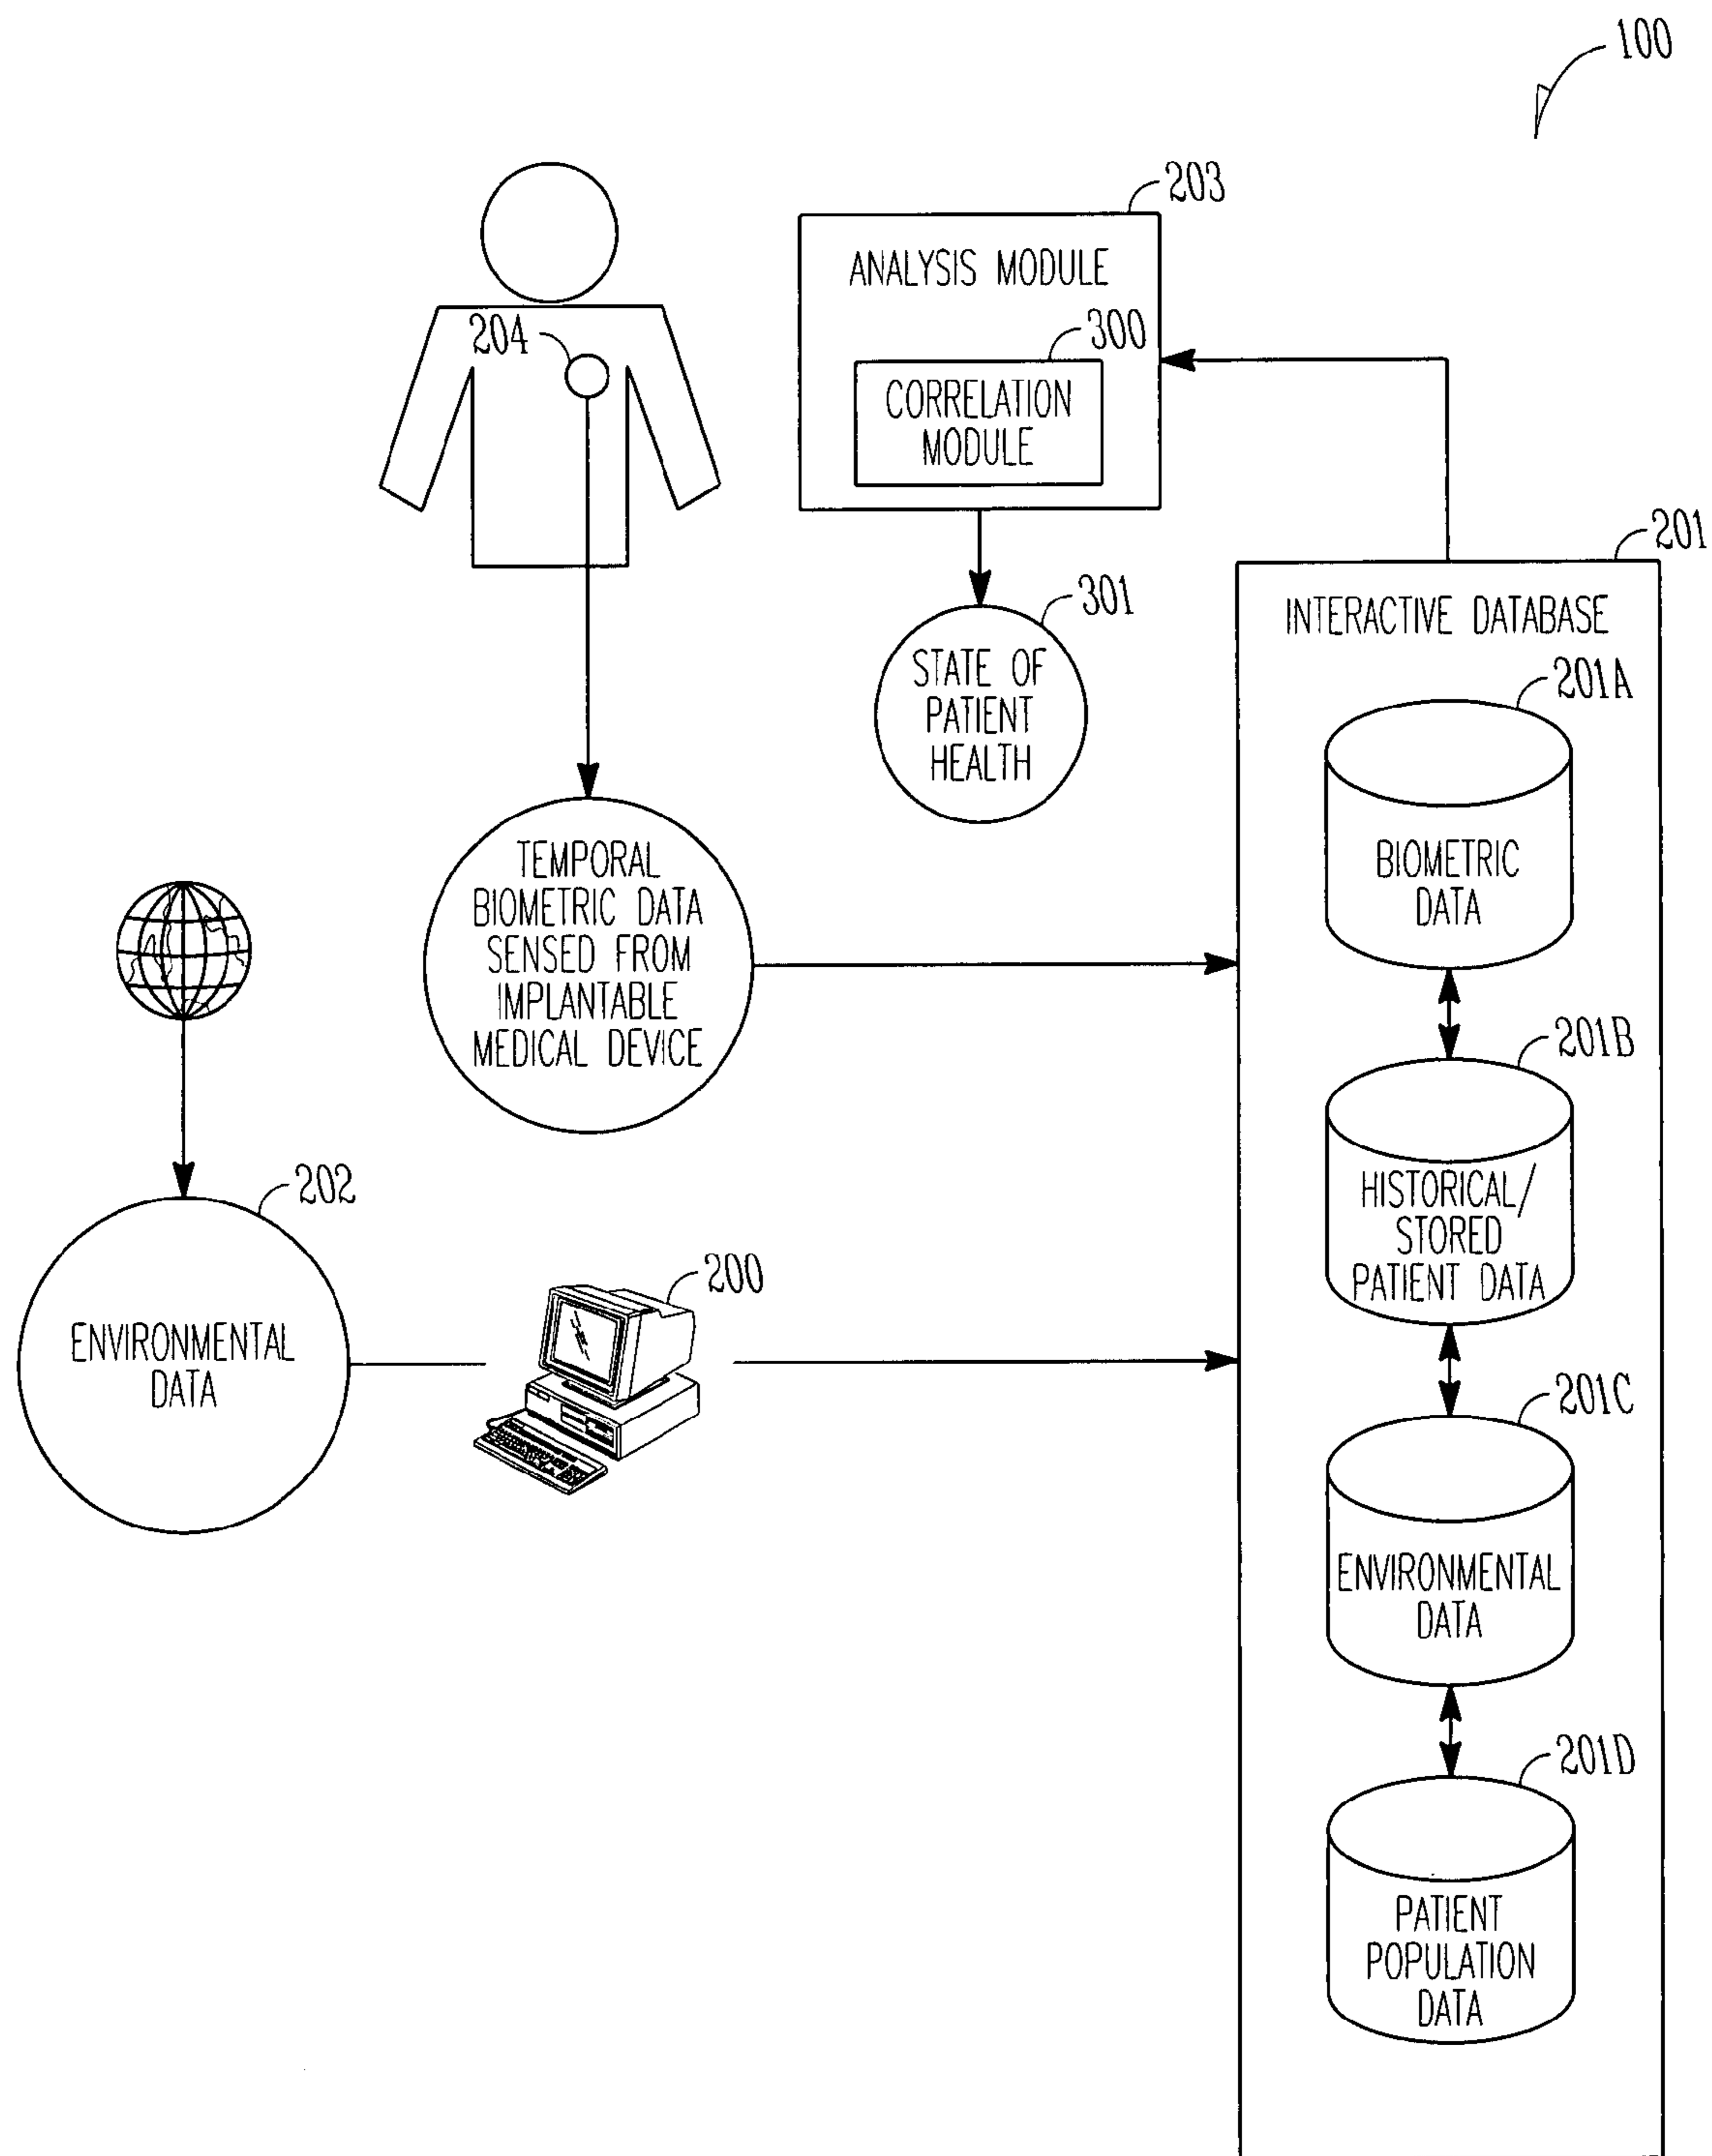 100
203
ANALYSIS MODULE
204
300
CORRELATION
MODULE
201
INTERACTIVE DATABASE
301
STATE OF
PATIENT
HEALTH
201A
BIOMETRIC
DATA
TEMPORAL
BIOMETRIC DATA
SENSED FROM
IMPLANTABLE
MEDICAL DEVICE
201B
HISTORICAL/
STORED
PATIENT DATA
202
ENVIRONMENTAL
DATA
200
201C
ENVIRONMENTAL
DATA
201D
PATIENT
POPULATION
DATA